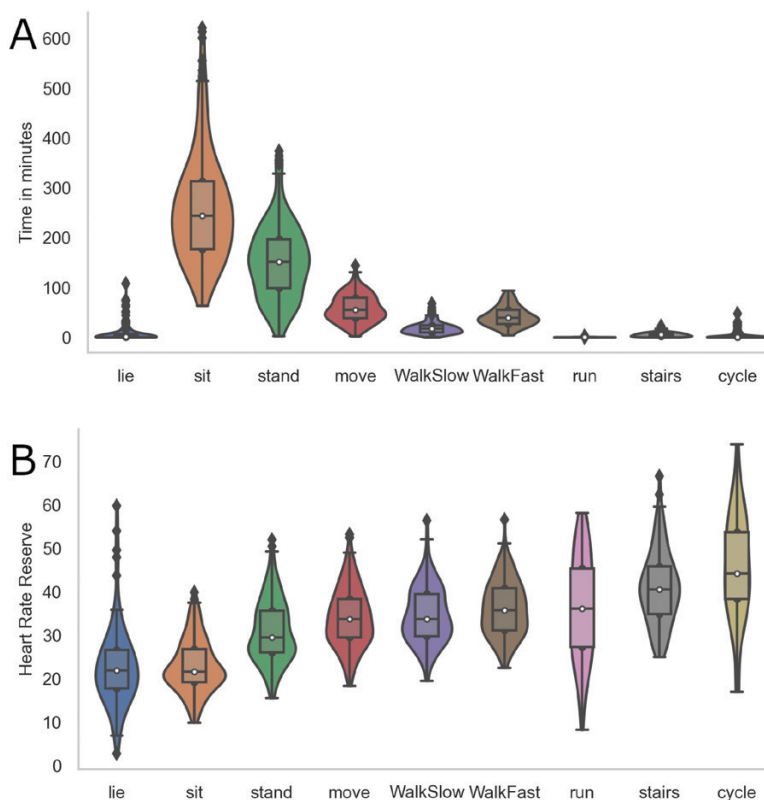 A
Time in minutes
600
500
400
300
200
100
0
lie sit stand move WalkSlow WalkFast run stairs cycle
B
Heart Rate Reserve
70
60
50
40
30
20
10
0
lie sit stand move WalkSlow WalkFast run stairs cycle